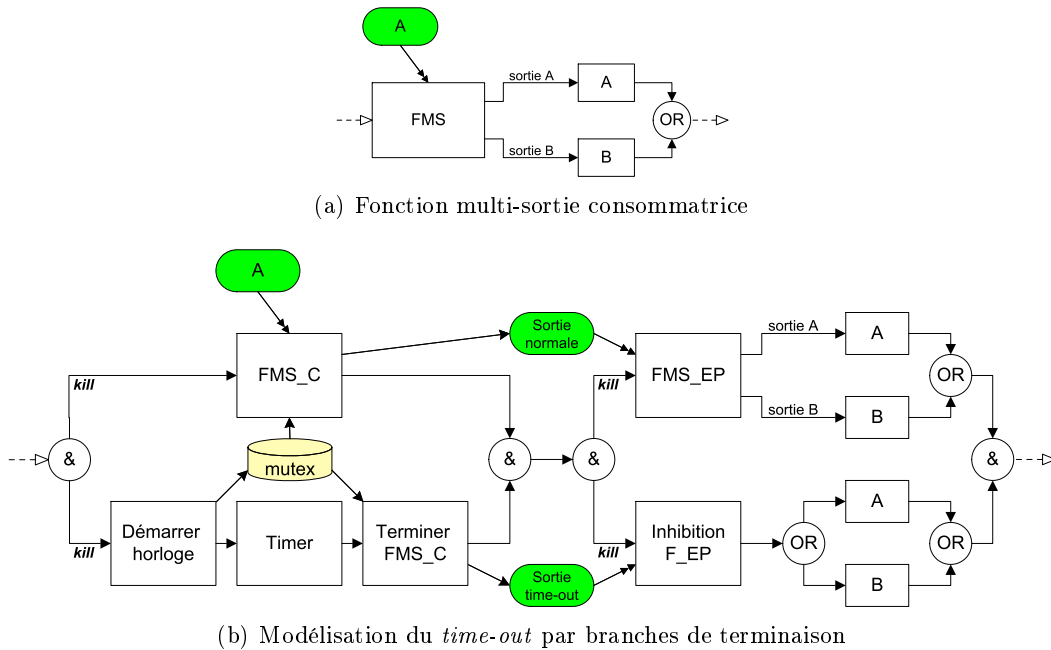 A
FMS
sortie A
A
OR
sortie B
B
(a) Fonction multi-sortie consommatrice
A
FMS_C
Sortie
normale
FMS_EP
sortie A
A
OR
sortie B
B
kill
kill
&
mutex
&
&
&
kill
Démarrer
horloge
Timer
Terminer
FMS_C
Sortie
time-out
kill
Inhibition
F_EP
OR
A
OR
B
(b) Modélisation du time-out par branches de terminaison